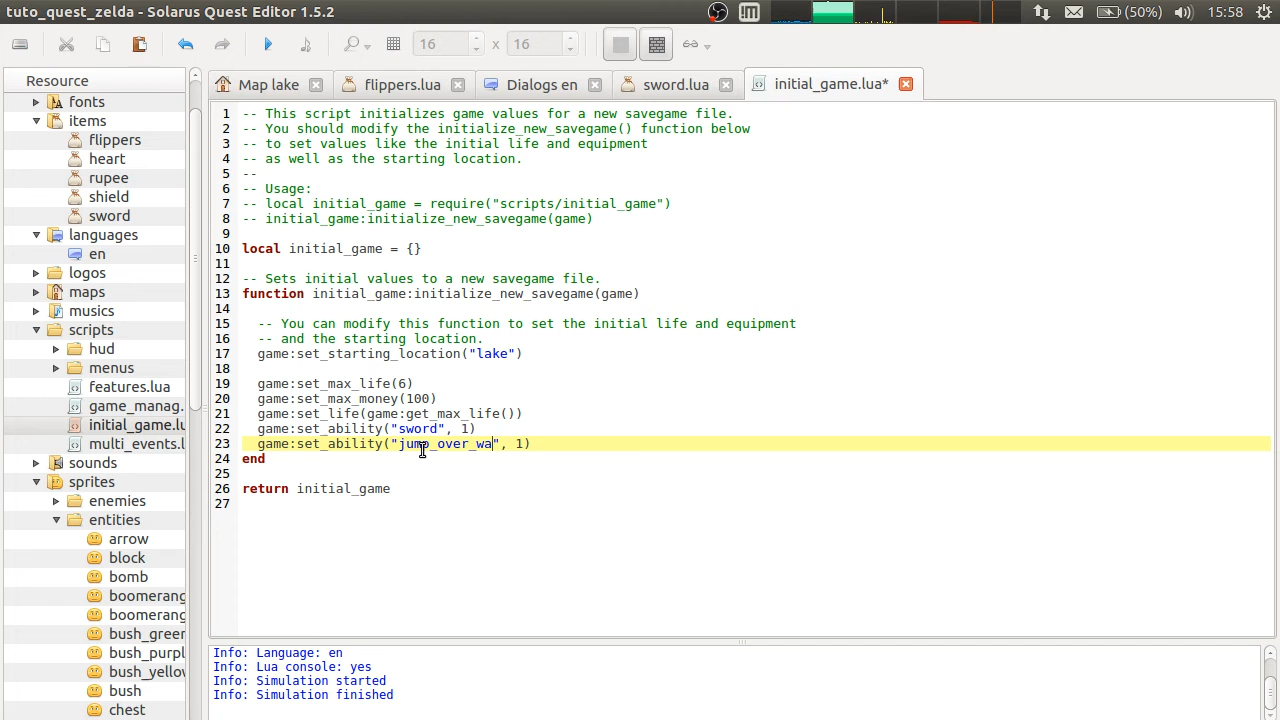 tuto_quest_zelda - Solarus Quest Editor 1.5.2
(50%)
15:58
16 x 16
Resource
fonts
items
flippers
heart
rupee
shield
sword
languages
en
logos
maps
musics
scripts
hud
menus
features.lua
game_manag.
initial_game.lu
multi_events.l
sounds
sprites
enemies
entities
arrow
block
bomb
boomerang
boomerang
bush_green
bush_purpl
bush_yellov
bush
chest
Map lake
flippers.lua
Dialogs en
sword.lua
initial_game.lua*
1 -- This script initializes game values for a new savegame file.
2 -- You should modify the initialize_new_savegame() function below
3 -- to set values like the initial life and equipment
4 -- as well as the starting location.
5 --
6 -- Usage:
7 -- local initial_game = require("scripts/initial_game")
8 -- initial_game:initialize_new_savegame(game)
9
10 local initial_game = {}
11
12 -- Sets initial values to a new savegame file.
13 function initial_game:initialize_new_savegame(game)
14
15 -- You can modify this function to set the initial life and equipment
16 -- and the starting location.
17 game:set_starting_location("lake")
18
19 game:set_max_life(6)
20 game:set_max_money(100)
21 game:set_life(game:get_max_life())
22 game:set_ability("sword", 1)
23 game:set_ability("jump_over_wa", 1)
24 end
25
26 return initial_game
27
Info: Language: en
Info: Lua console: yes
Info: Simulation started
Info: Simulation finished